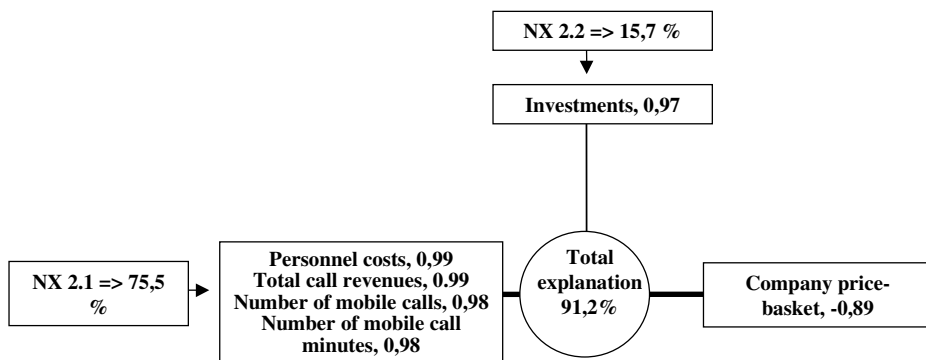 NX 2.2 => 15,7 %
Investments, 0,97
NX 2.1 => 75,5
%
Personnel costs, 0,99
Total call revenues, 0.99
Number of mobile calls, 0,98
Number of mobile call
minutes, 0,98
Total
explanation
91,2%
Company price-
basket, -0,89